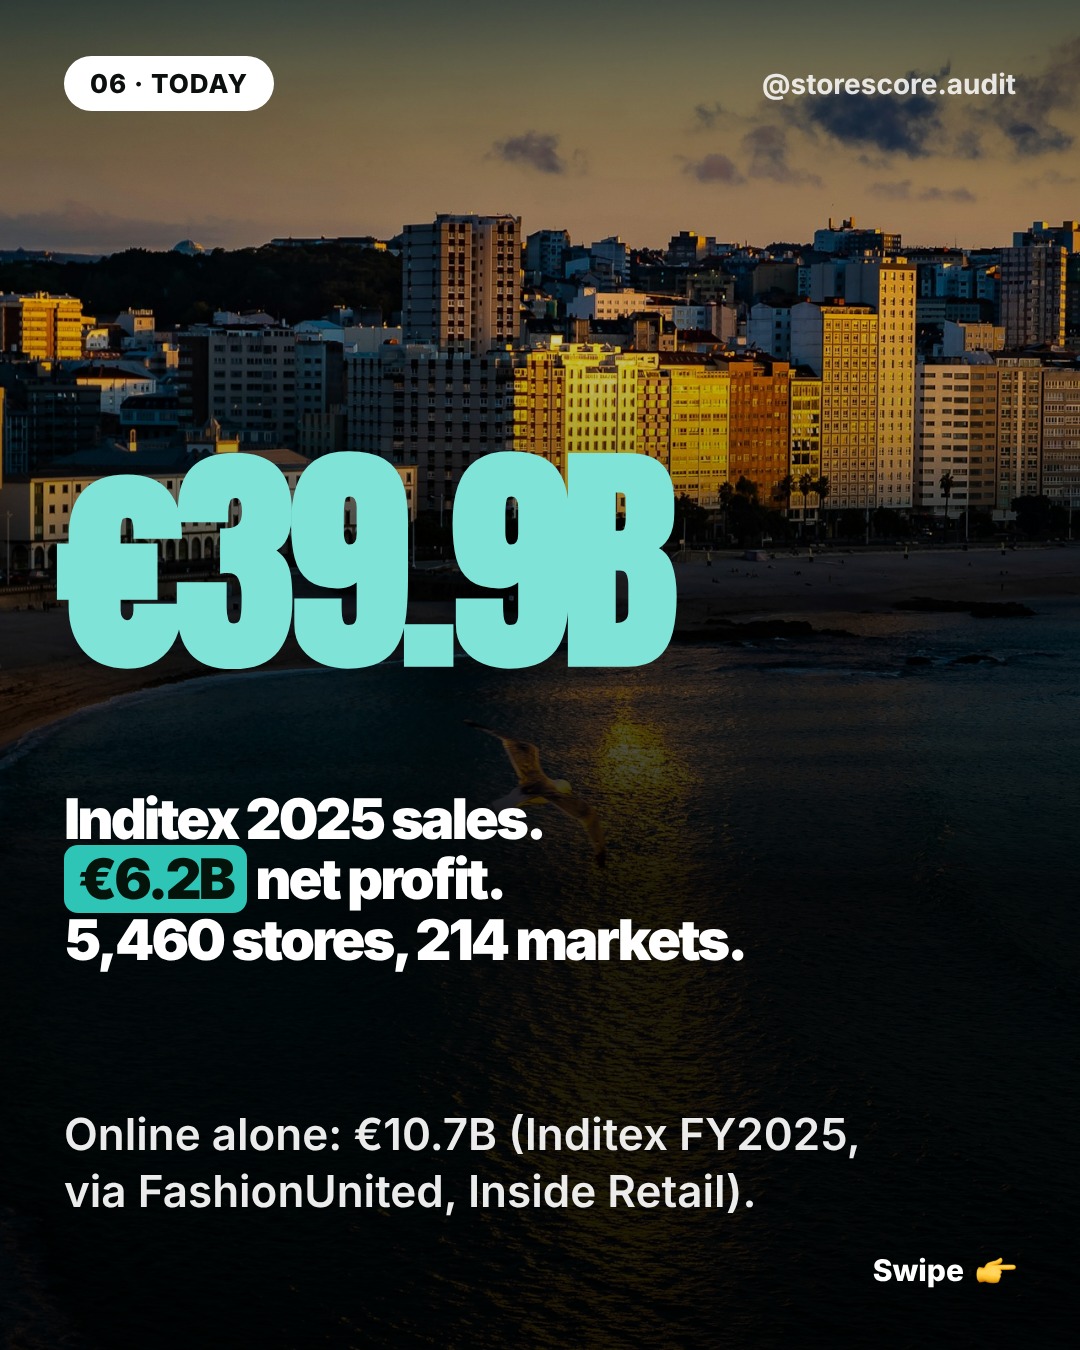 06 · TODAY
@storescore.audit
€39.9B
Inditex 2025 sales.
€6.2B net profit.
5,460 stores, 214 markets.
Online alone: €10.7B (Inditex FY2025,
via FashionUnited, Inside Retail).
Swipe 👉